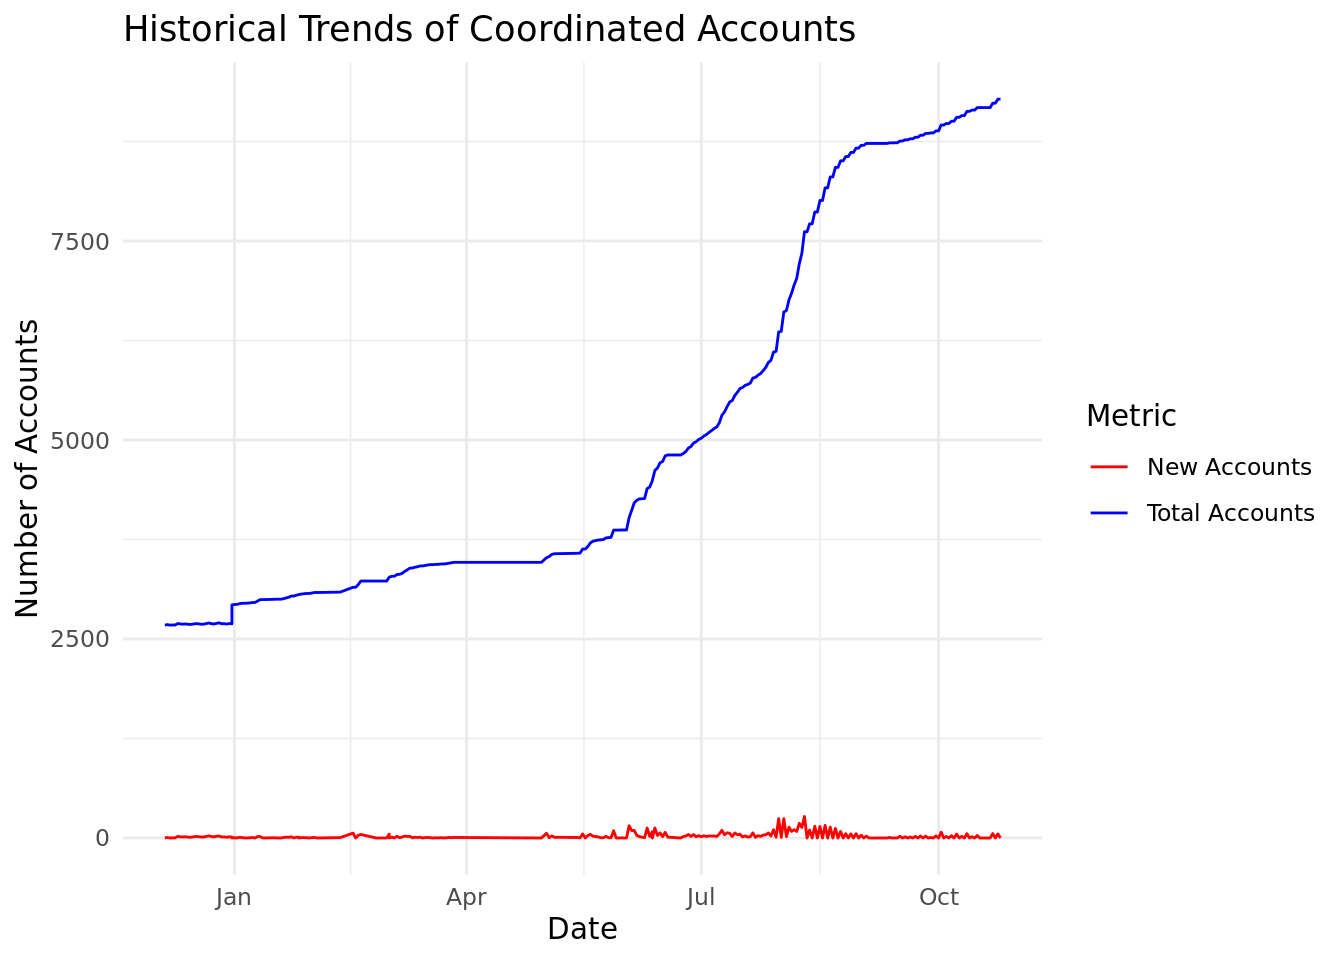 Historical Trends of Coordinated Accounts
Number of Accounts
7500
5000
2500
0
Jan
Apr
Jul
Oct
Date
Metric
New Accounts
Total Accounts